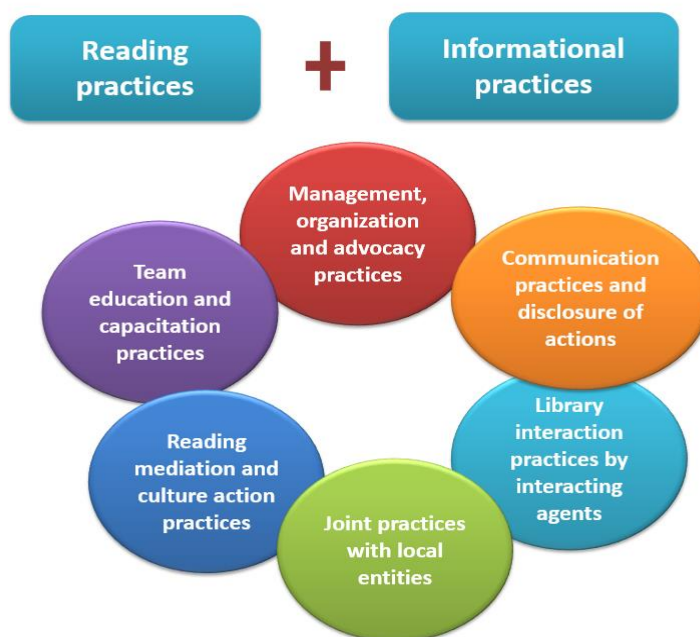 Reading
practices
+
Informational
practices
Management,
organization
and advocacy
practices
Communication
practices and
disclosure of
actions
Library
interaction
practices by
interacting
agents
Joint practices
with local
entities
Reading
mediation and
culture action
practices
Team
education and
capacitation
practices